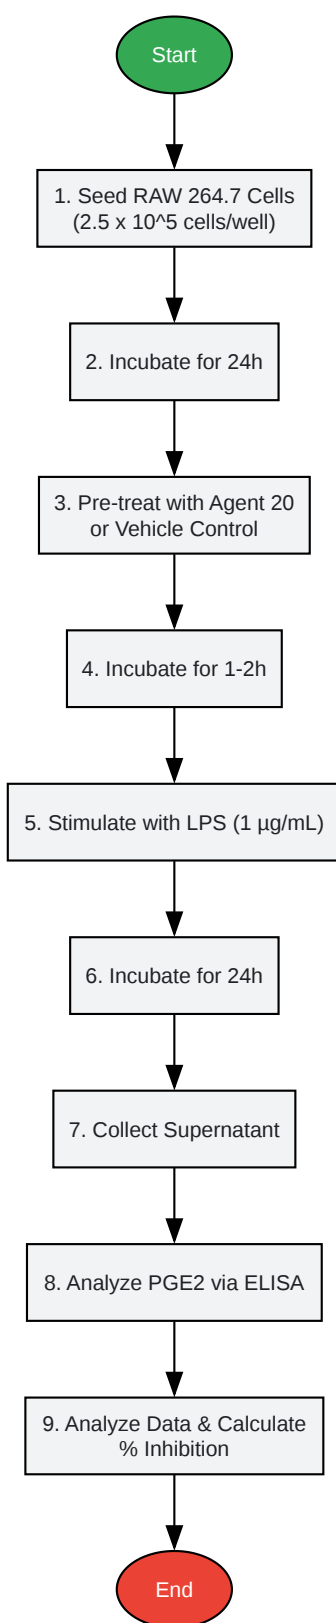 Start
1. Seed RAW 264.7 Cells
(2.5 x 10^5 cells/well)
2. Incubate for 24h
3. Pre-treat with Agent 20
or Vehicle Control
4. Incubate for 1-2h
5. Stimulate with LPS (1 µg/mL)
6. Incubate for 24h
7. Collect Supernatant
8. Analyze PGE2 via ELISA
9. Analyze Data & Calculate
% Inhibition
End